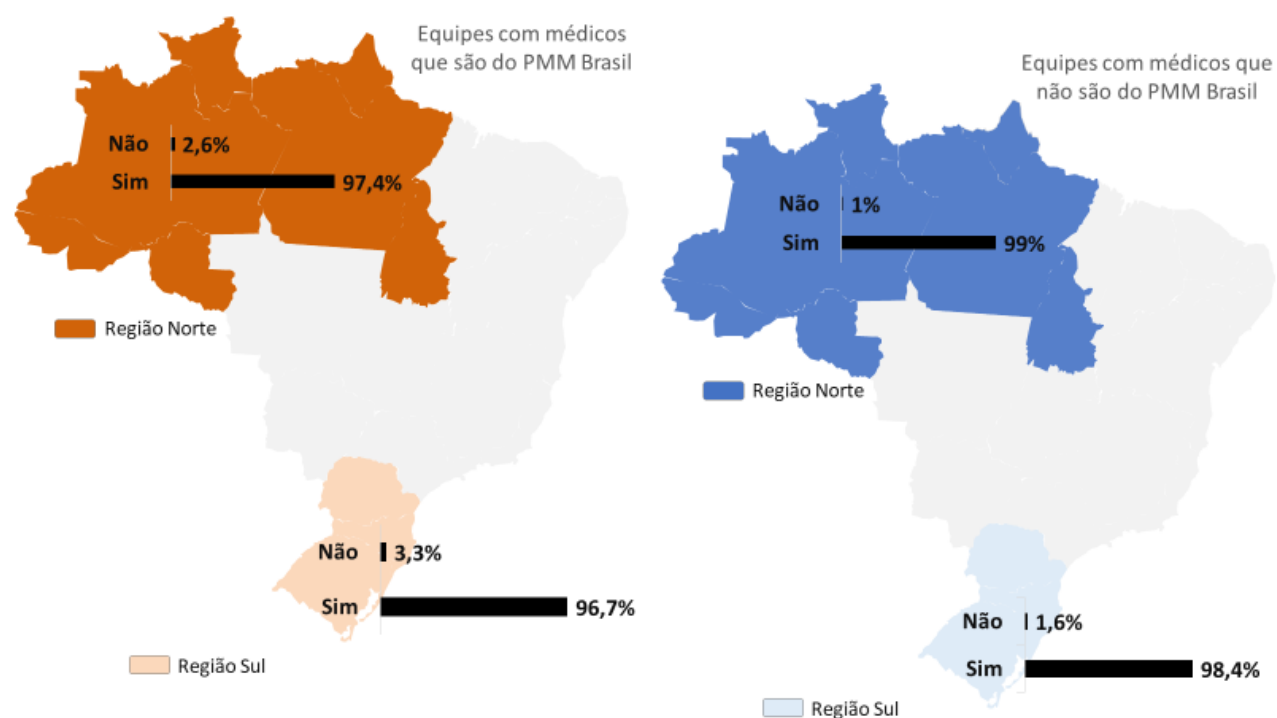 Equipes com médicos
que são do PMM Brasil
Não 2,6%
Sim 97,4%
Região Norte
Não 3,3%
Sim 96,7%
Região Sul
Equipes com médicos que
não são do PMM Brasil
Não 1%
Sim 99%
Região Norte
Não 1,6%
Sim 98,4%
Região Sul